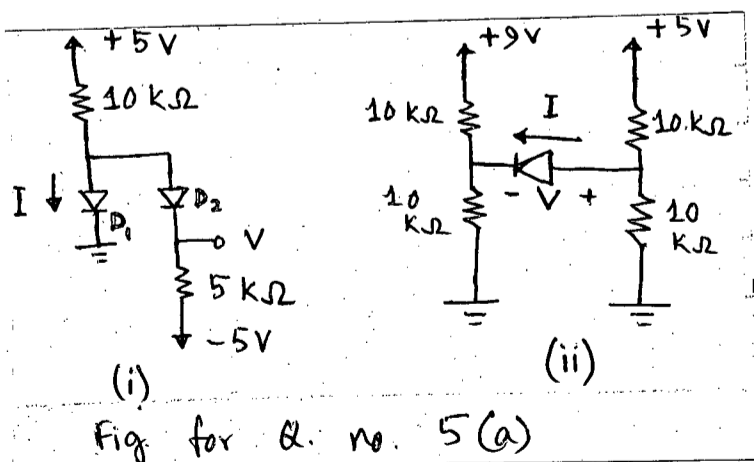 +5V
10 KΩ
I
D₁
D₂
V
5 KΩ
-5V
(i)
+9V
+5V
10 KΩ
I
10 KΩ
- V +
10
KΩ
10
KΩ
(ii)
Fig for Q. no. 5(a)